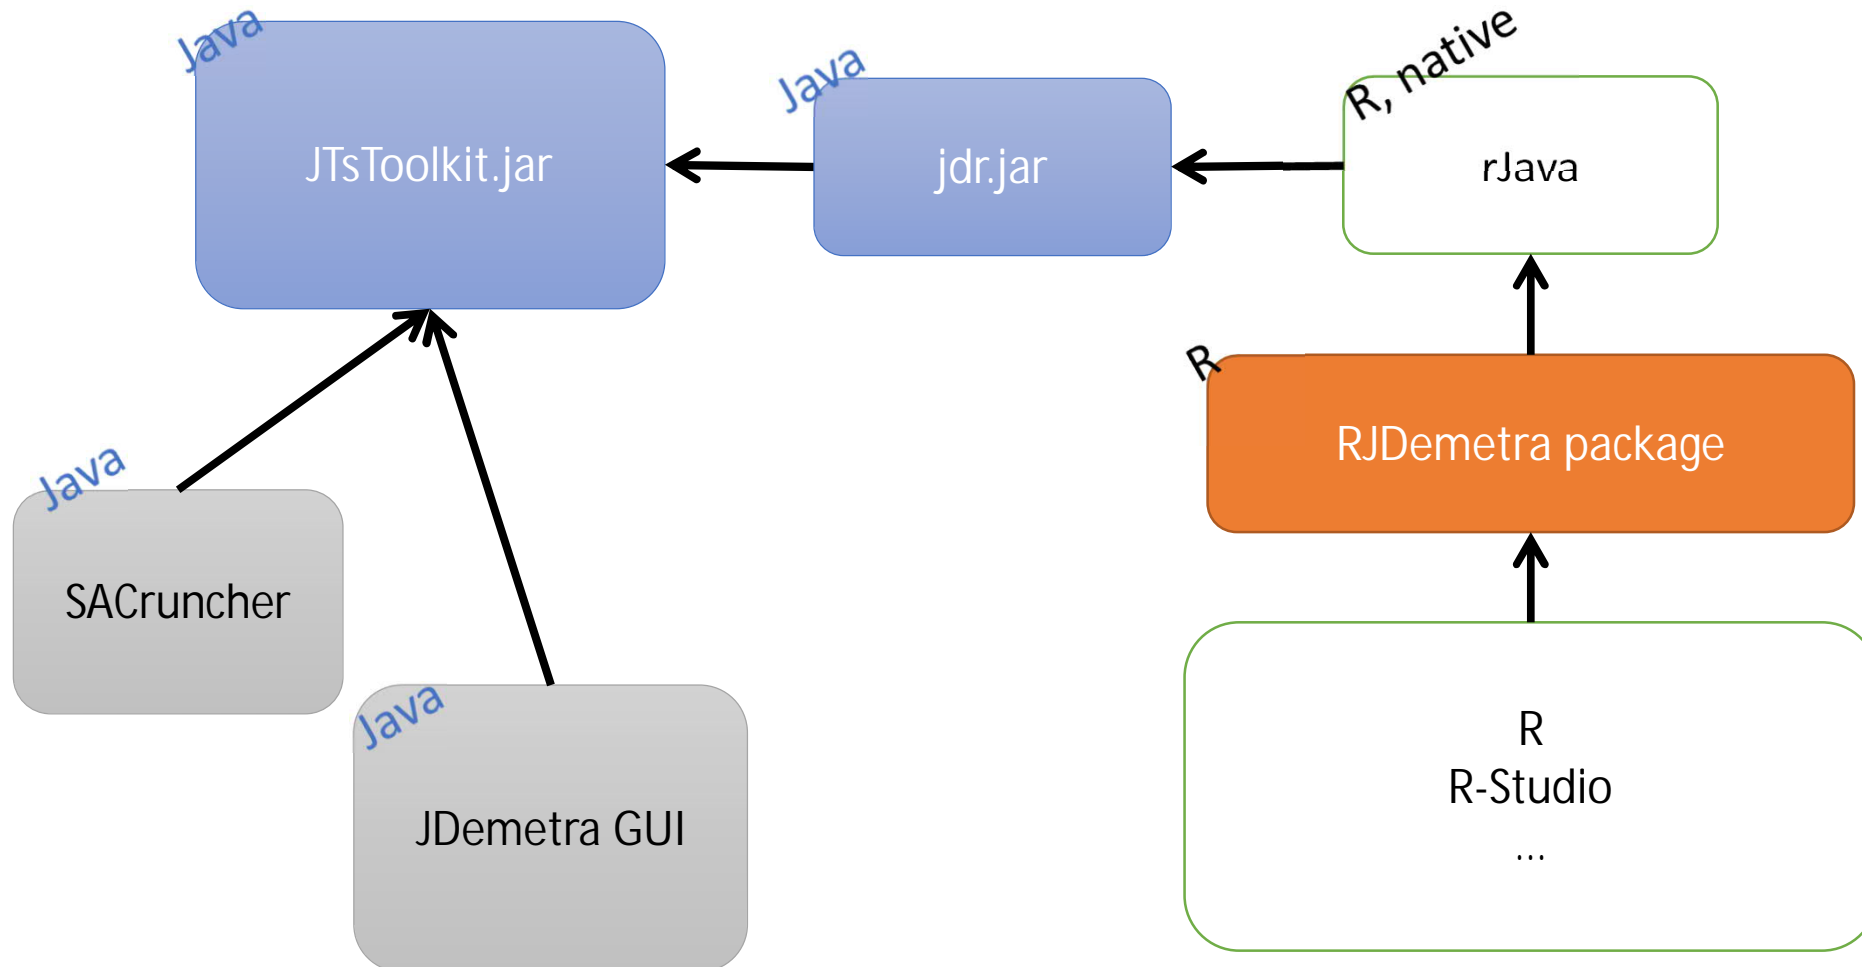 Java
JTsToolkit.jar
Java
jdr.jar
R, native
rJava
R
RJDemetra package
Java
SACruncher
Java
JDemetra GUI
R
R-Studio
...